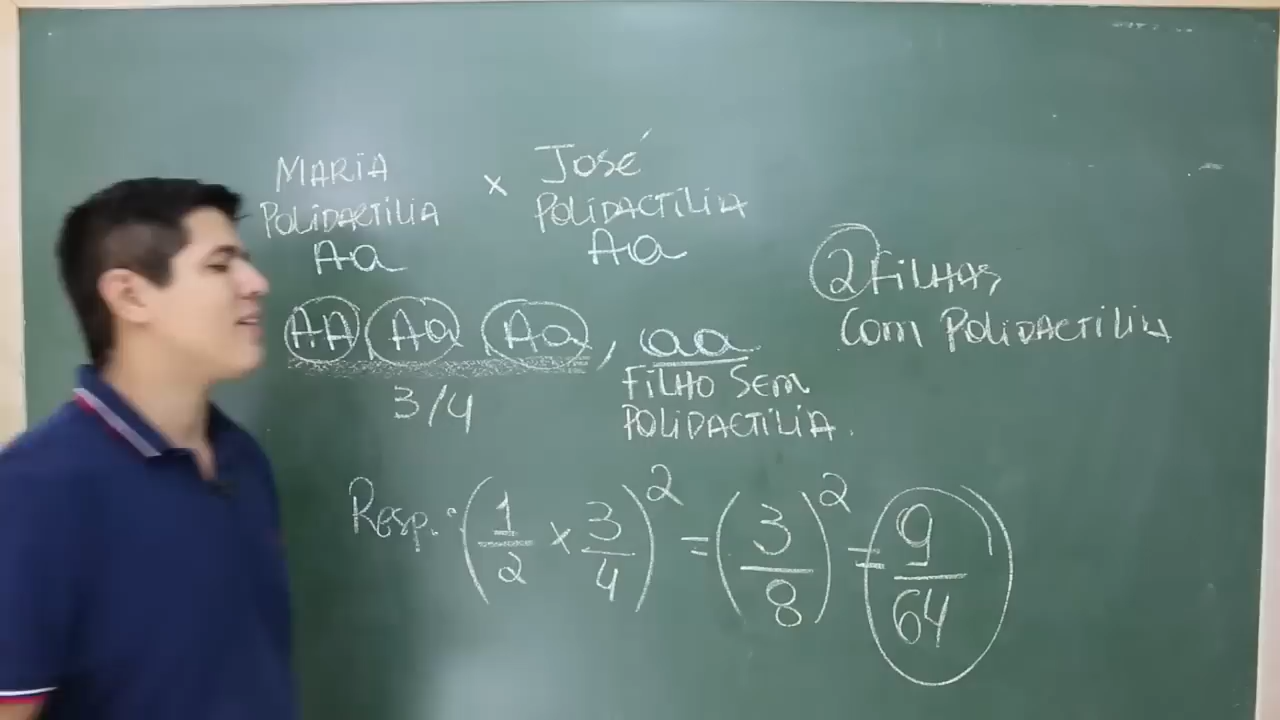 MARIA × JOSÉ
POLIDACTILIA POLIDACTILIA
Aa Aa
2 FILHAS
COM POLIDACTILIA
AA Aa Aa , aa
3/4
FILHO SEM
POLIDACTILIA.
Resp.: (1/2 × 3/4)² = (3/8)² = 9/64